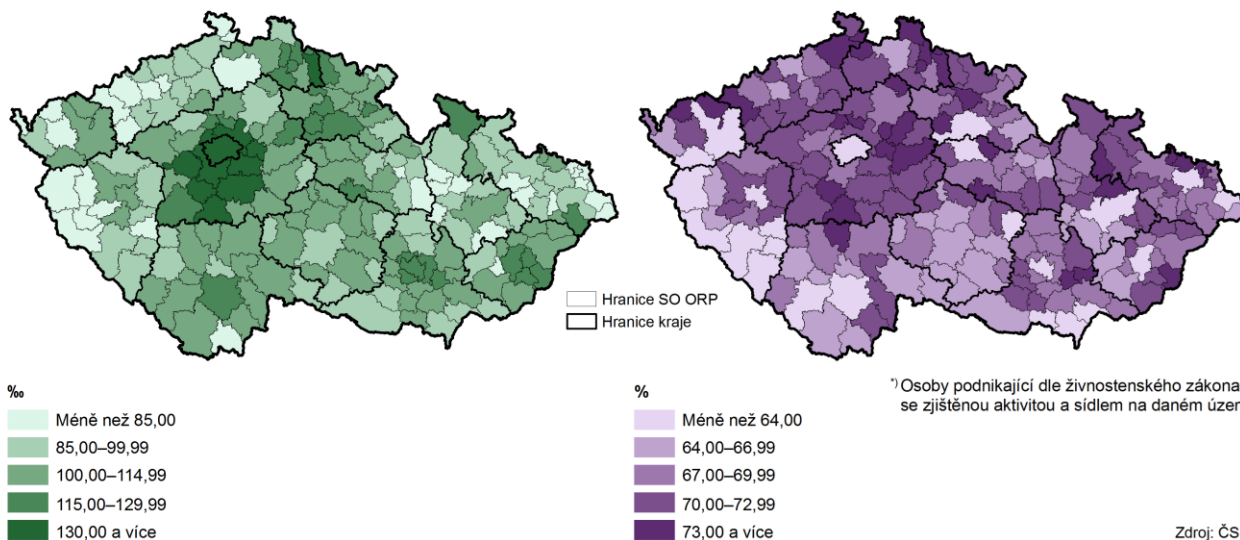 Hranice SO ORP
Hranice kraje
‰
Méně než 85,00
85,00–99,99
100,00–114,99
115,00–129,99
130,00 a více
%
Méně než 64,00
64,00–66,99
67,00–69,99
70,00–72,99
73,00 a více
*) Osoby podnikající dle živnostenského zákona
se zjištěnou aktivitou a sídlem na daném územ
Zdroj: ČS